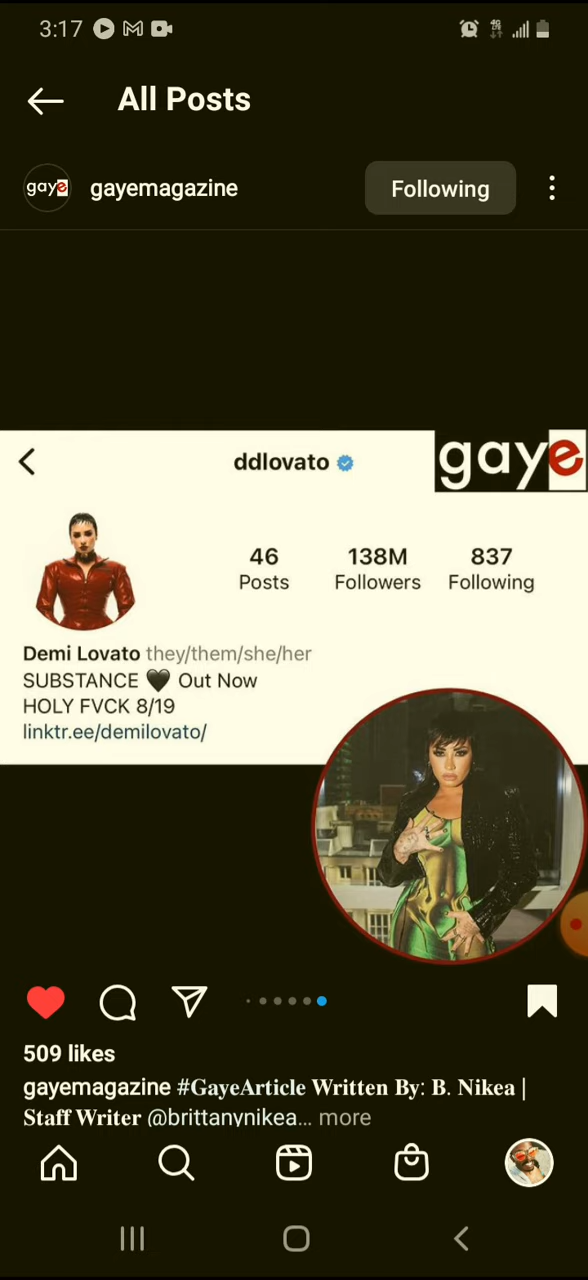 3:17
All Posts
gaye gayemagazine Following
ddlovato gaye
46 138M 837
Posts Followers Following
Demi Lovato they/them/she/her
SUBSTANCE 🖤 Out Now
HOLY FVCK 8/19
linktr.ee/demilovato/
509 likes
gayemagazine #GayeArticle Written By: B. Nikea |
Staff Writer @brittanynikea... more